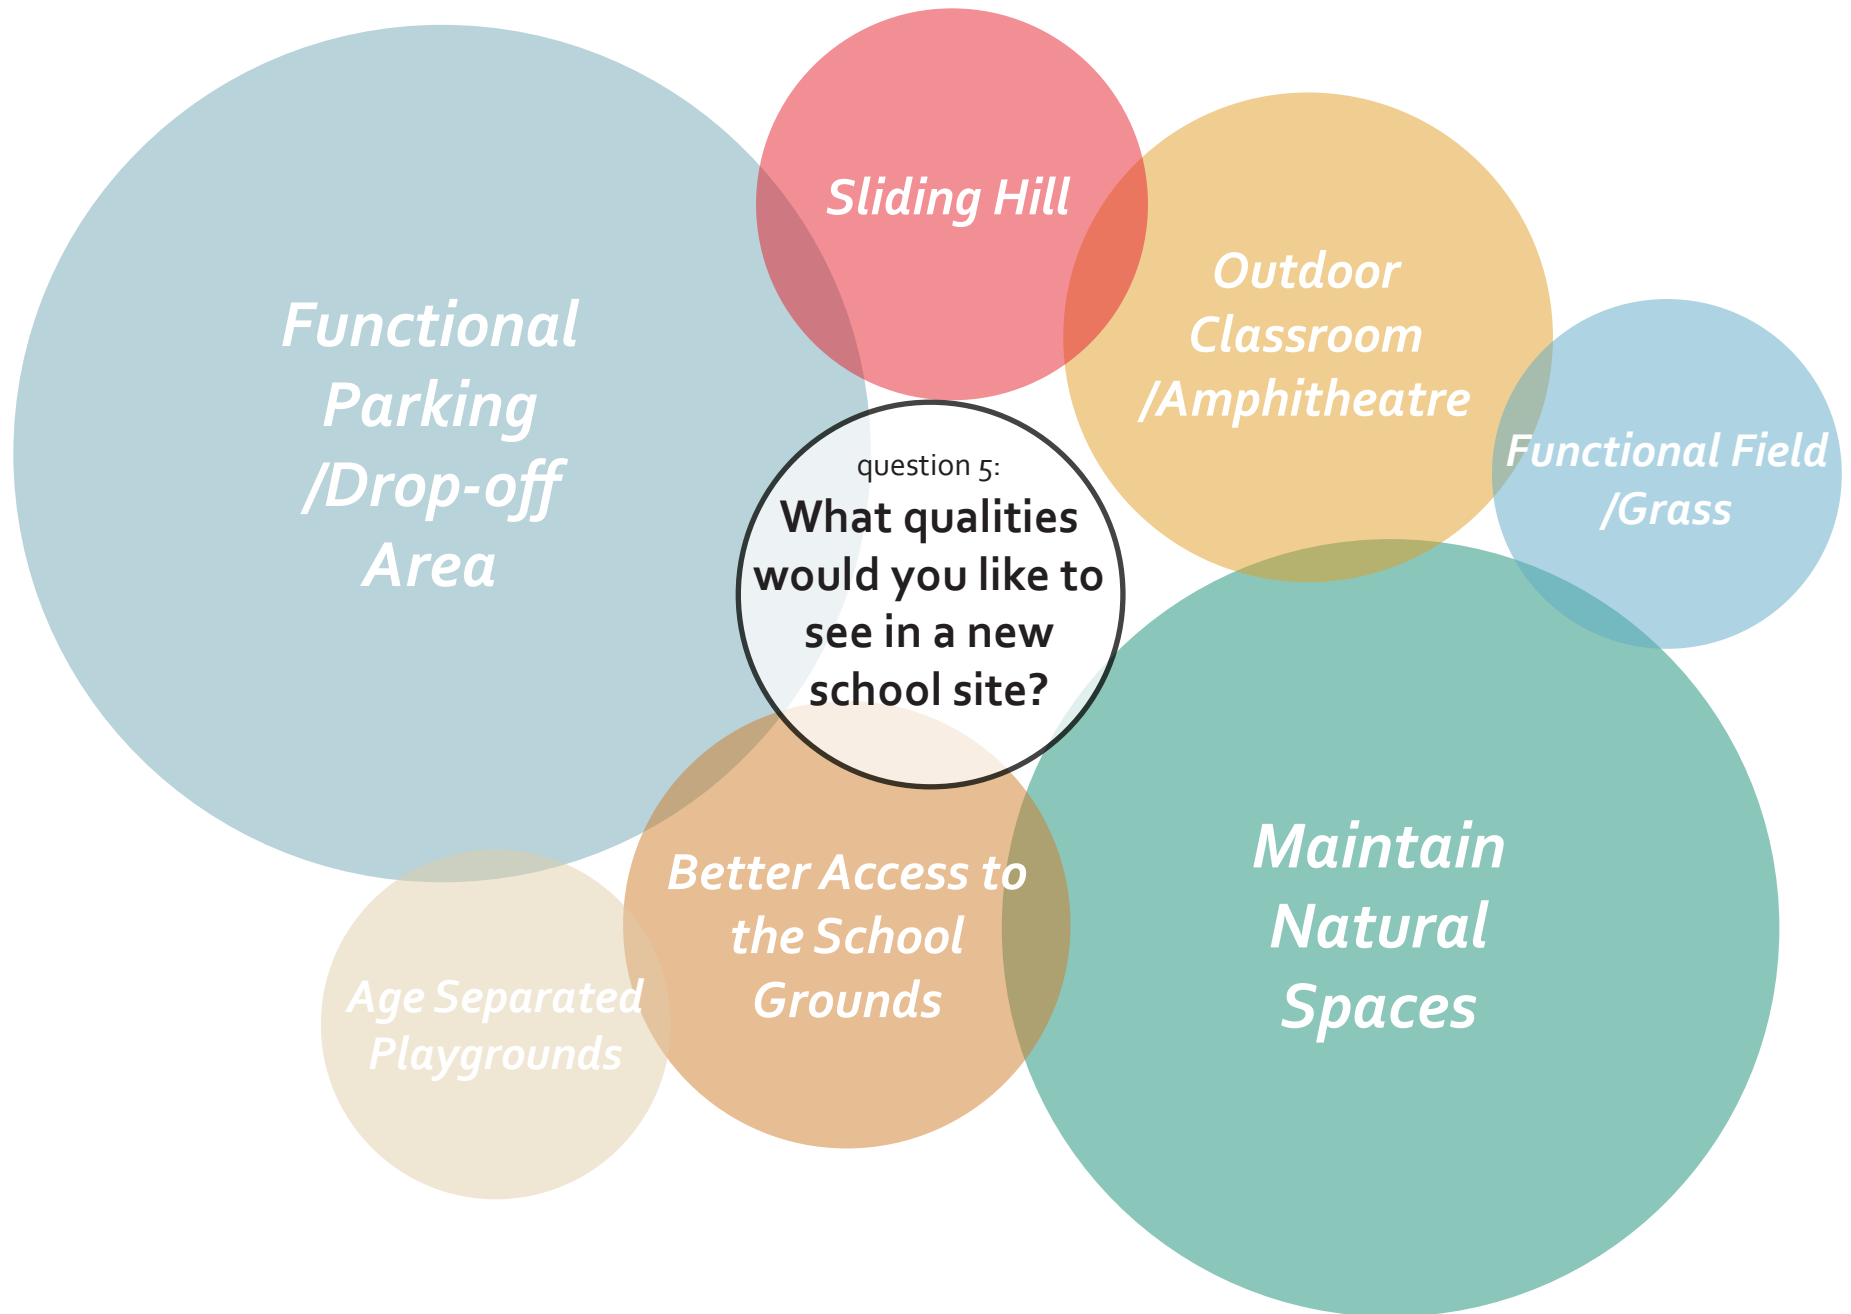 Sliding Hill
Functional
Parking
/Drop-off
Area
Outdoor
Classroom
/Amphitheatre
Functional Field
/Grass
question 5:
What qualities
would you like to
see in a new
school site?
Better Access to
the School
Grounds
Maintain
Natural
Spaces
Age Separated
Playgrounds